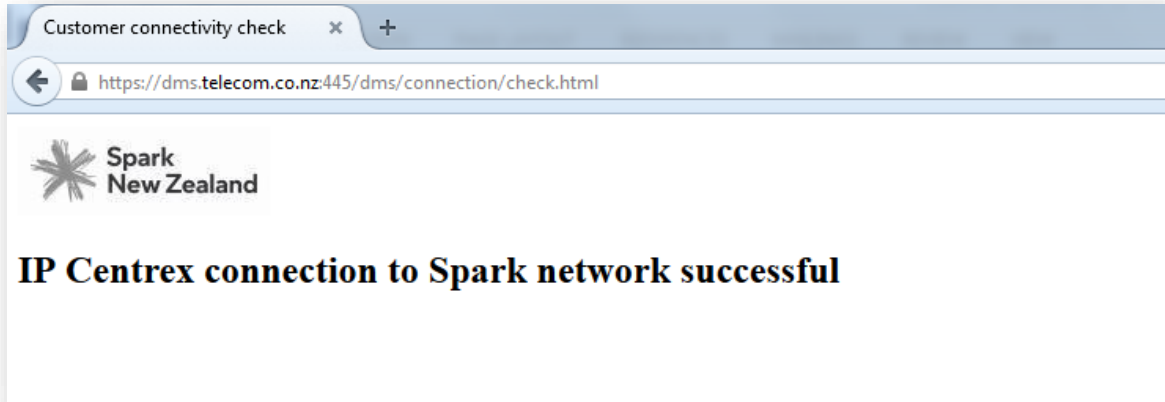 Customer connectivity check
https://dms.telecom.co.nz:445/dms/connection/check.html
Spark
New Zealand
IP Centrex connection to Spark network successful